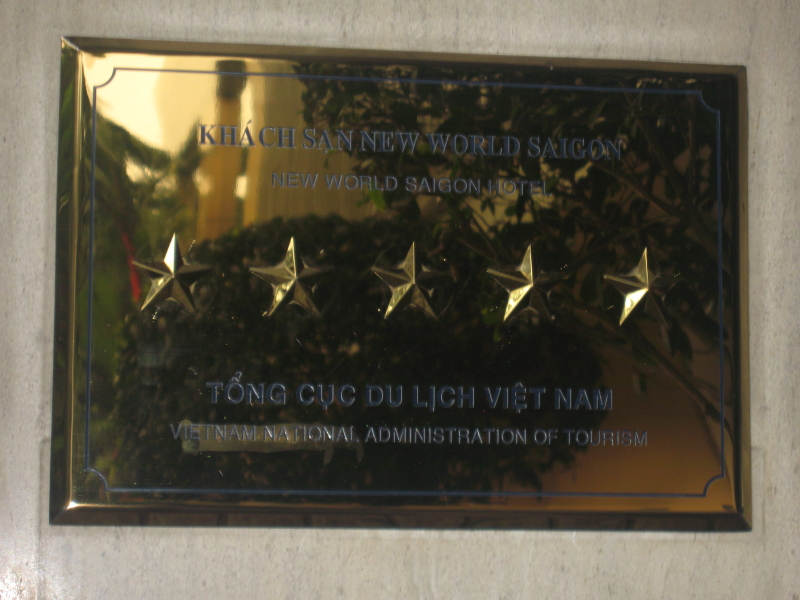 KHÁCH SẠN NEW WORLD SAIGON
NEW WORLD SAIGON HOTEL
TỔNG CỤC DU LỊCH VIỆT NAM
VIETNAM NATIONAL ADMINISTRATION OF TOURISM